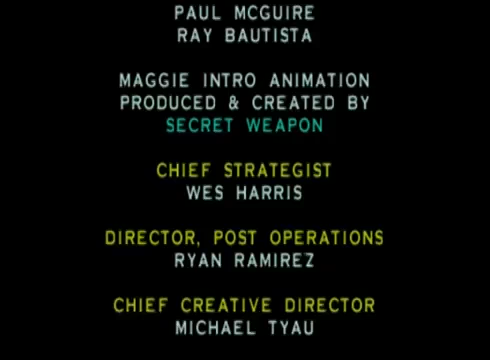 PAUL MCGUIRE
RAY BAUTISTA
MAGGIE INTRO ANIMATION
PRODUCED & CREATED BY
SECRET WEAPON
CHIEF STRATEGIST
WES HARRIS
DIRECTOR, POST OPERATIONS
RYAN RAMIREZ
CHIEF CREATIVE DIRECTOR
MICHAEL TYAU